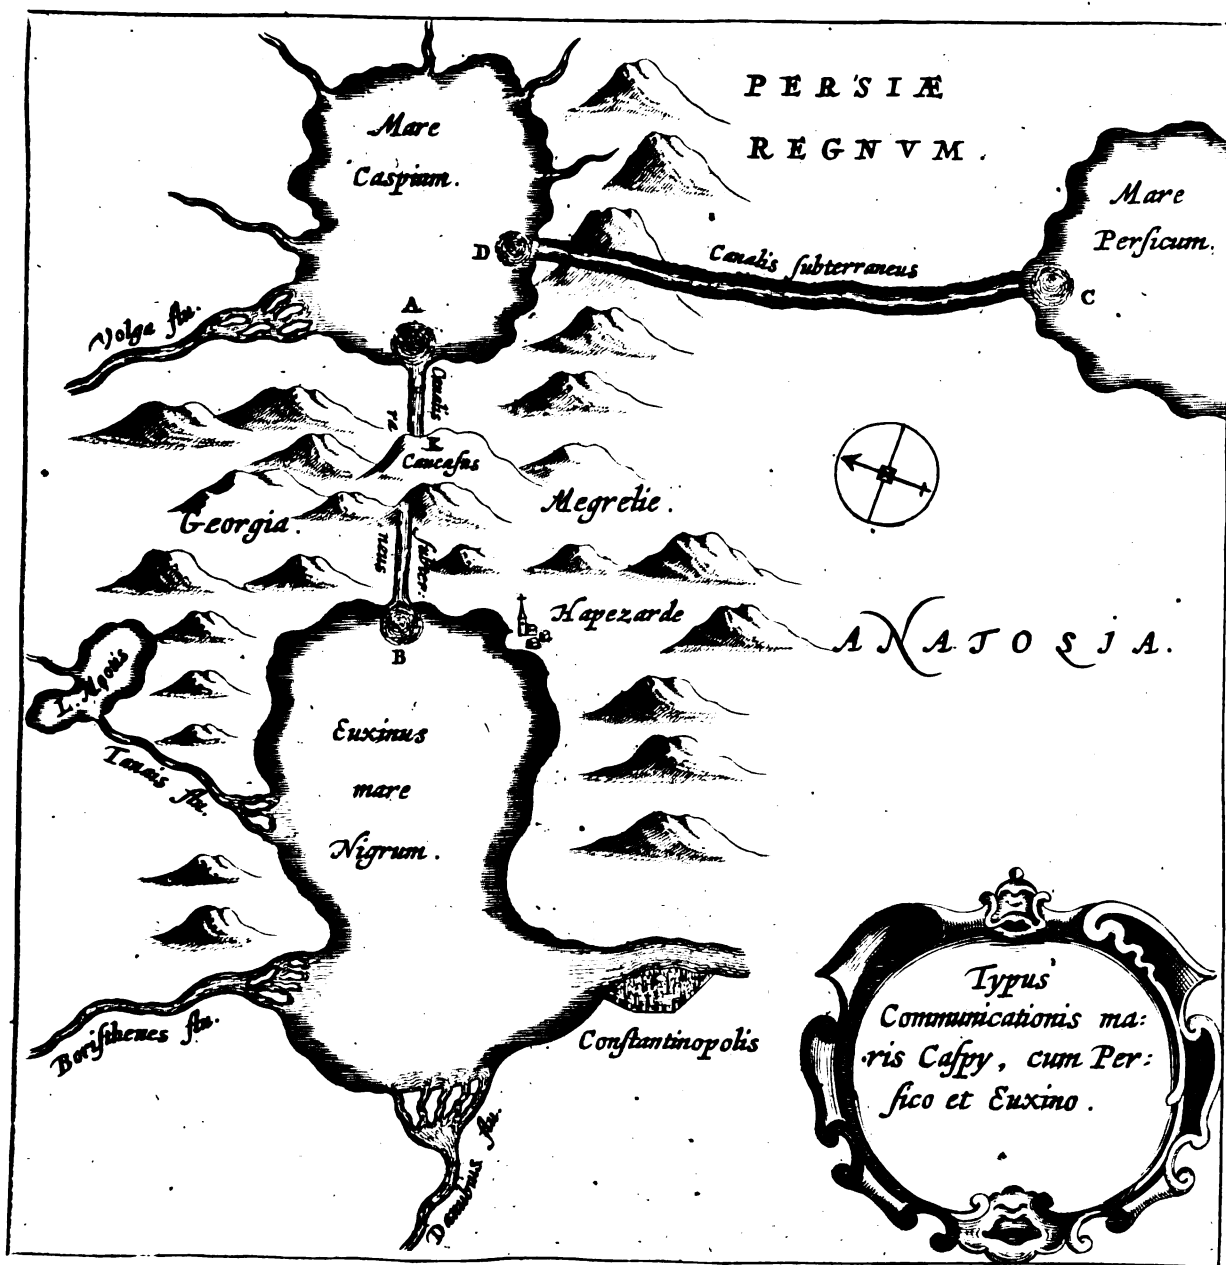 PERSIÆ
REGNVM.
Mare
Caspium.
Mare
Persicum.
D
Canalis subterraneus
C
A
Volga flu.
Canalis
re
E
Caucasus
Georgia.
Megrelie.
subter:
neus
Hapezarde
ANATOSIA.
B
L. Mæotis
Tanais flu.
Euxinus
mare
Nigrum.
Boristhenes flu.
Constantinopolis
Danubius flu.
Typus
Communicationis ma:
ris Caspy, cum Per:
sico et Euxino.